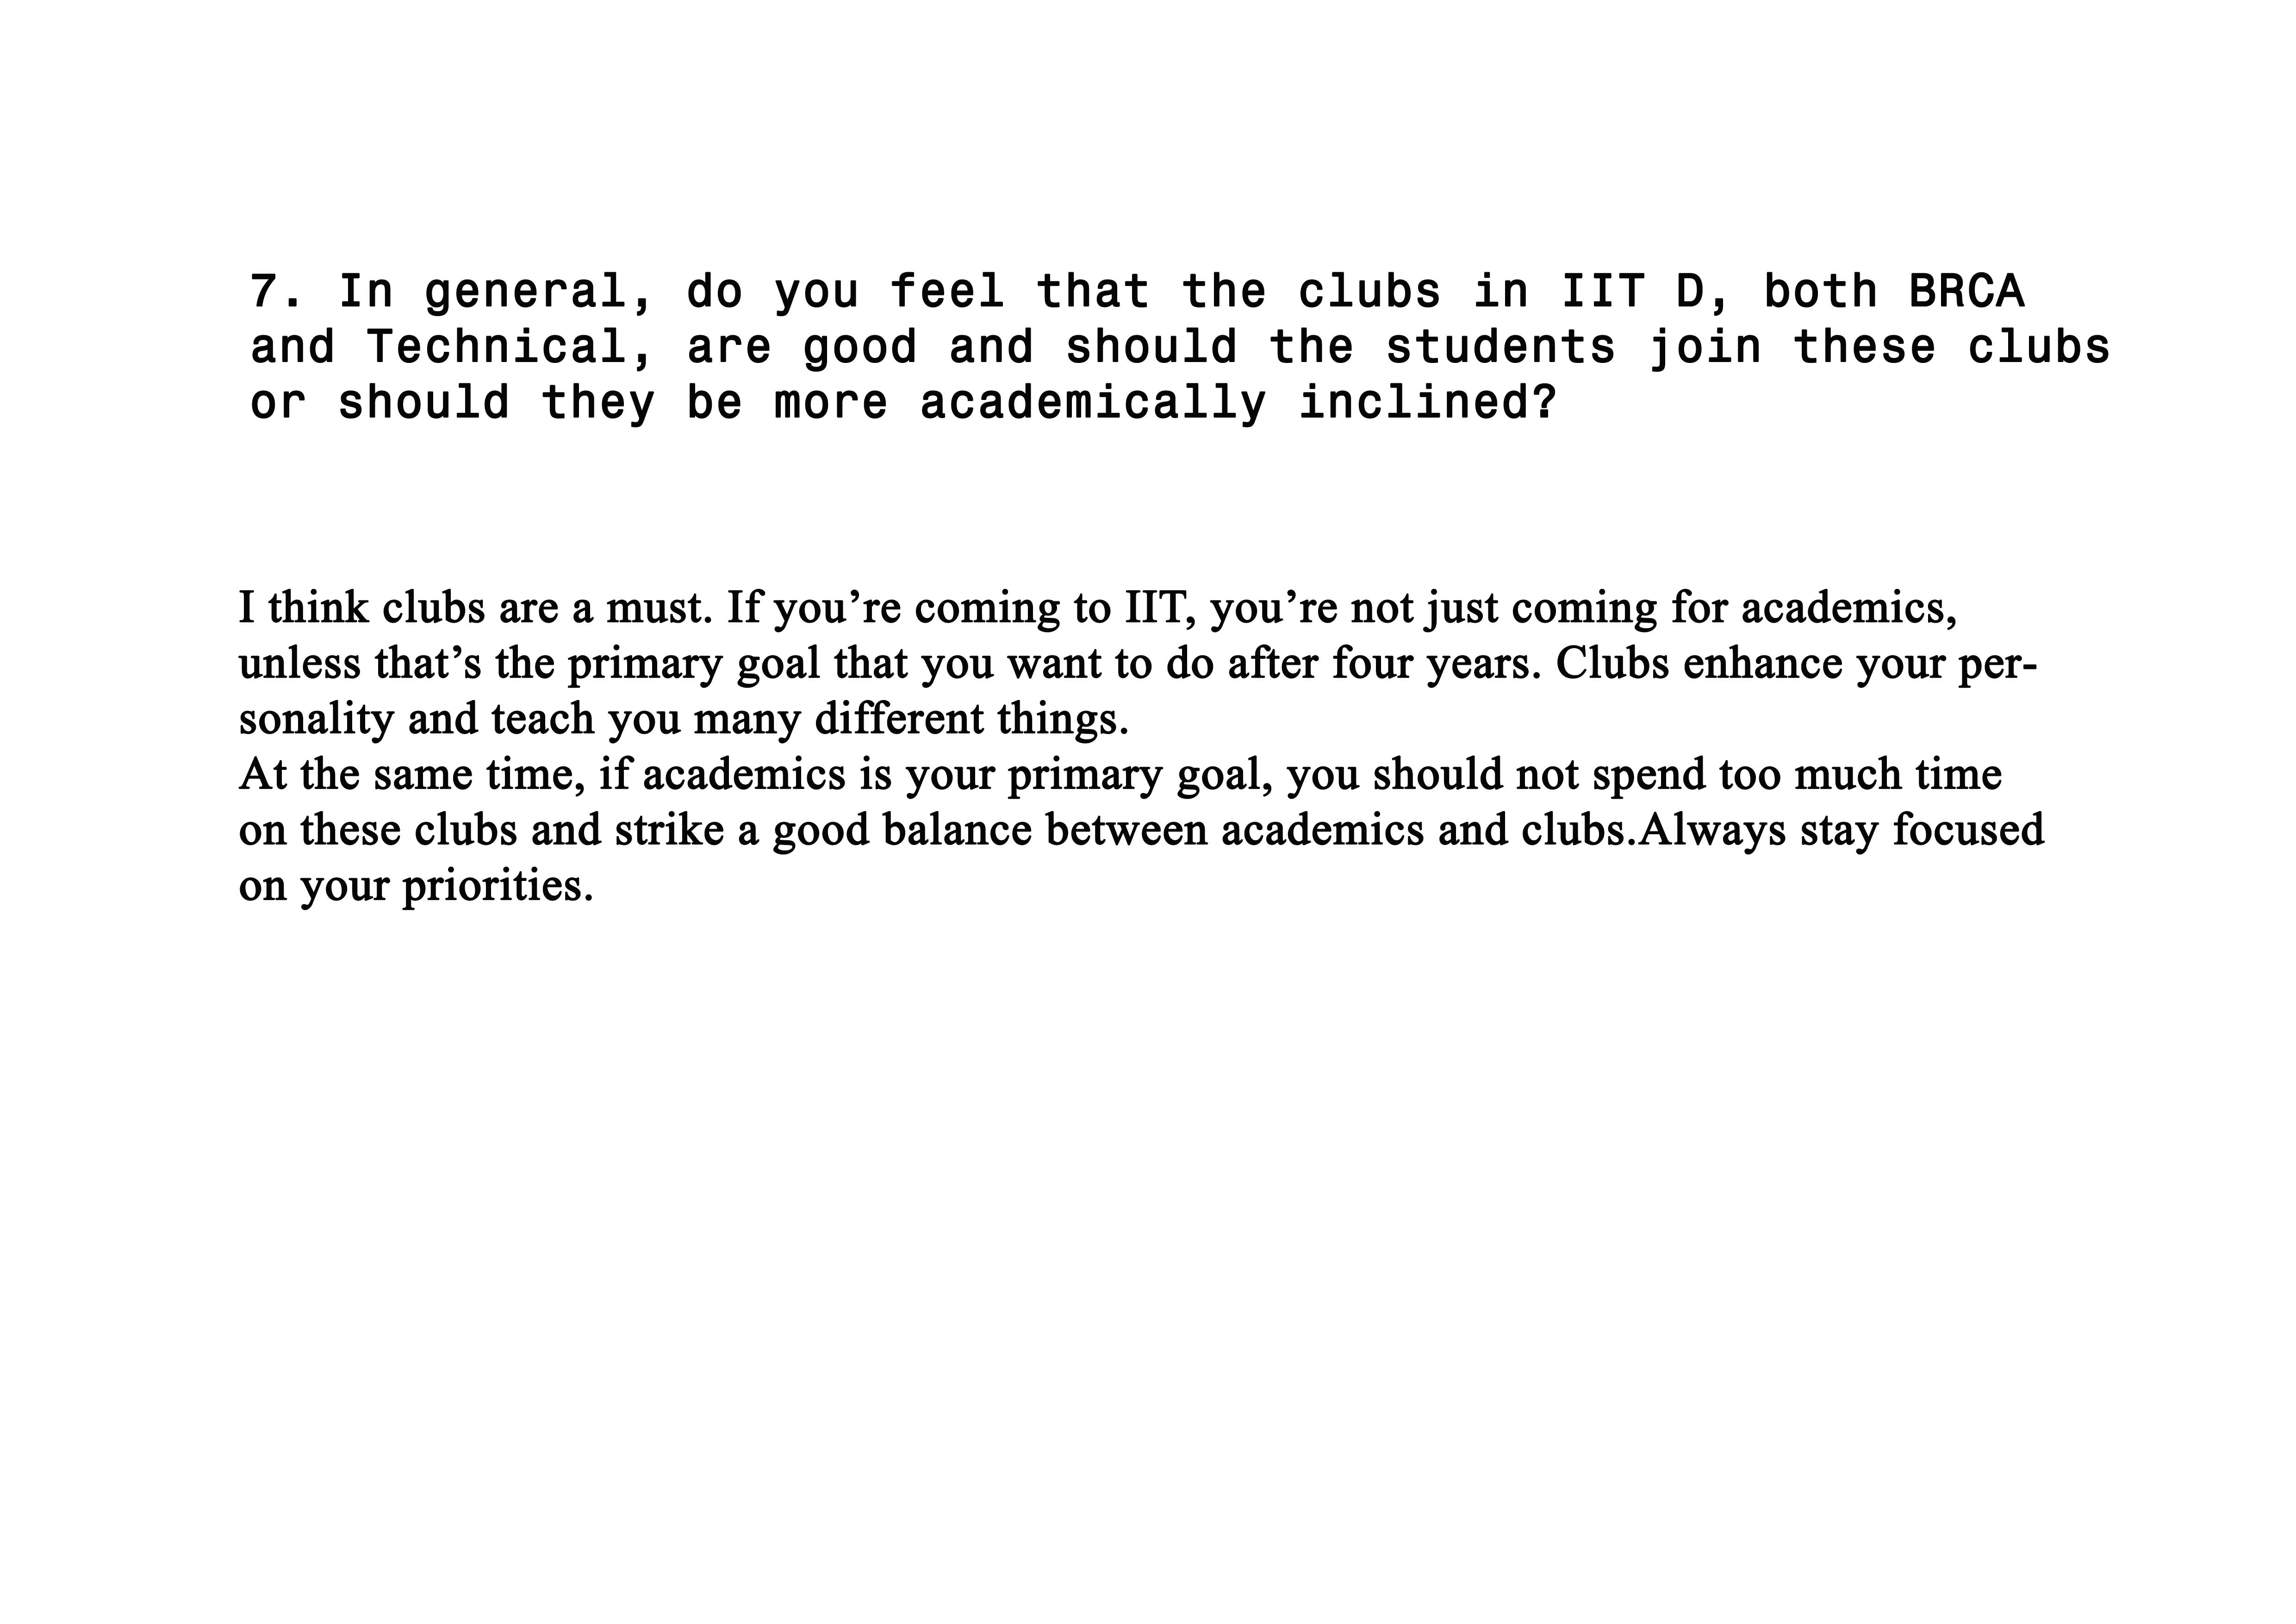 7. In general, do you feel that the clubs in IIT D, both BRCA
and Technical, are good and should the students join these clubs
or should they be more academically inclined?
I think clubs are a must. If you’re coming to IIT, you’re not just coming for academics,
unless that’s the primary goal that you want to do after four years. Clubs enhance your per-
sonality and teach you many different things.
At the same time, if academics is your primary goal, you should not spend too much time
on these clubs and strike a good balance between academics and clubs.Always stay focused
on your priorities.